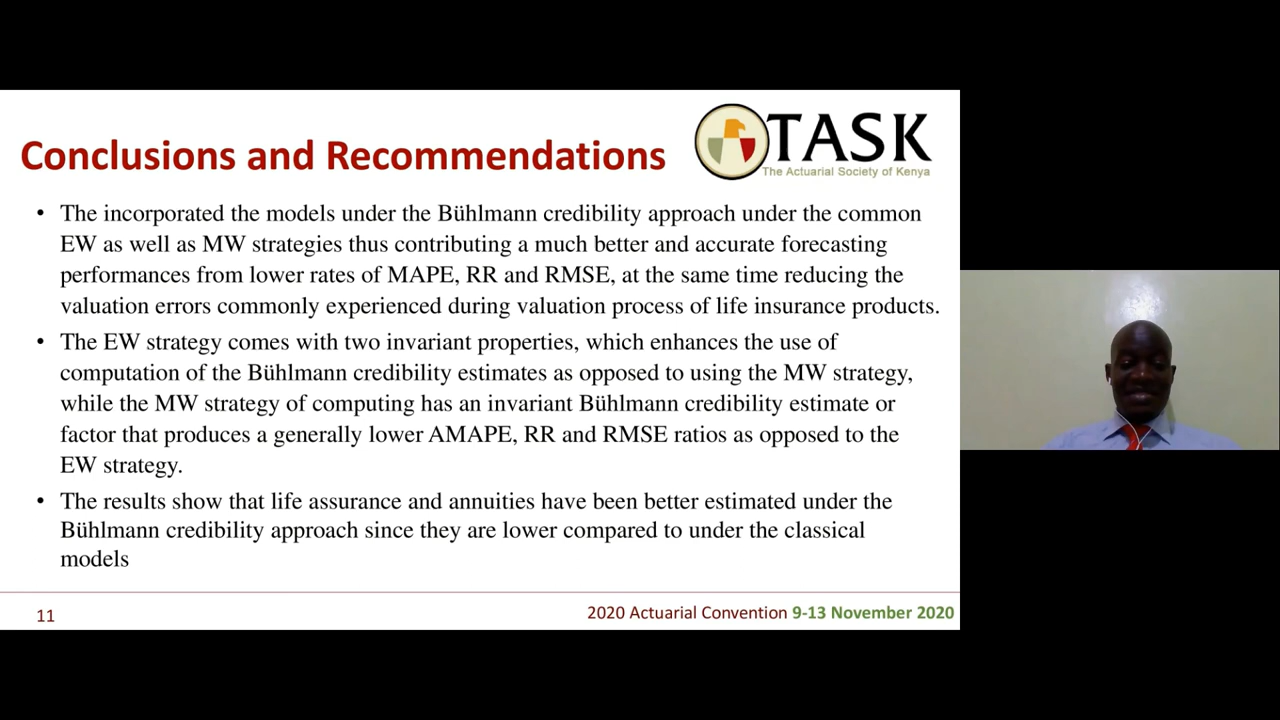 TASK
The Actuarial Society of Kenya
Conclusions and Recommendations
• The incorporated the models under the Bühlmann credibility approach under the common
EW as well as MW strategies thus contributing a much better and accurate forecasting
performances from lower rates of MAPE, RR and RMSE, at the same time reducing the
valuation errors commonly experienced during valuation process of life insurance products.
• The EW strategy comes with two invariant properties, which enhances the use of
computation of the Bühlmann credibility estimates as opposed to using the MW strategy,
while the MW strategy of computing has an invariant Bühlmann credibility estimate or
factor that produces a generally lower AMAPE, RR and RMSE ratios as opposed to the
EW strategy.
• The results show that life assurance and annuities have been better estimated under the
Bühlmann credibility approach since they are lower compared to under the classical
models
11
2020 Actuarial Convention 9-13 November 2020